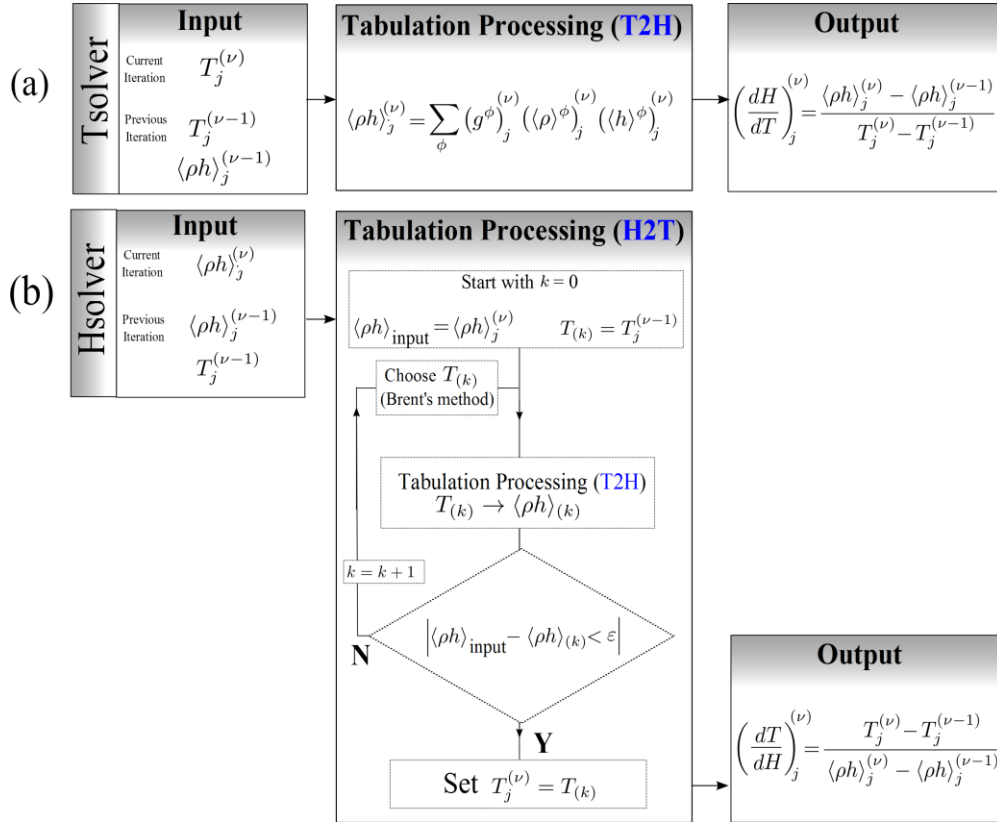 (a)
Tsolver
Input
Current Iteration T_j^{(ν)}
Previous Iteration T_j^{(ν−1)}
⟨ρh⟩_j^{(ν−1)}
Tabulation Processing (T2H)
⟨ρh⟩_j^{(ν)} = ∑_ϕ (g^ϕ)_j^{(ν)} (⟨ρ⟩^ϕ)_j^{(ν)} (⟨h⟩^ϕ)_j^{(ν)}
Output
(dH/dT)_j^{(ν)} = (⟨ρh⟩_j^{(ν)} − ⟨ρh⟩_j^{(ν−1)}) / (T_j^{(ν)} − T_j^{(ν−1)})
(b)
Hsolver
Input
Current Iteration ⟨ρh⟩_j^{(ν)}
Previous Iteration ⟨ρh⟩_j^{(ν−1)}
T_j^{(ν−1)}
Tabulation Processing (H2T)
Start with k = 0
⟨ρh⟩_input = ⟨ρh⟩_j^{(ν)} T_{(k)} = T_j^{(ν−1)}
Choose T_{(k)}
(Brent's method)
Tabulation Processing (T2H)
T_{(k)} → ⟨ρh⟩_{(k)}
k = k + 1
|⟨ρh⟩_input − ⟨ρh⟩_{(k)} < ε|
N
Y
Set T_j^{(ν)} = T_{(k)}
Output
(dT/dH)_j^{(ν)} = (T_j^{(ν)} − T_j^{(ν−1)}) / (⟨ρh⟩_j^{(ν)} − ⟨ρh⟩_j^{(ν−1)})